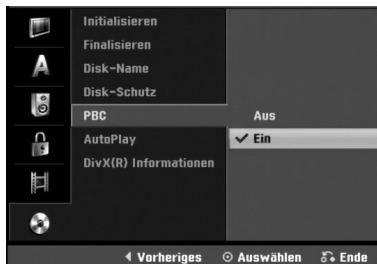 Initialisieren
Finalisieren
Disk-Name
Disk-Schutz
PBC
Aus
AutoPlay
✓ Ein
DivX(R) Informationen
A
Vorheriges
Auswählen
Ende